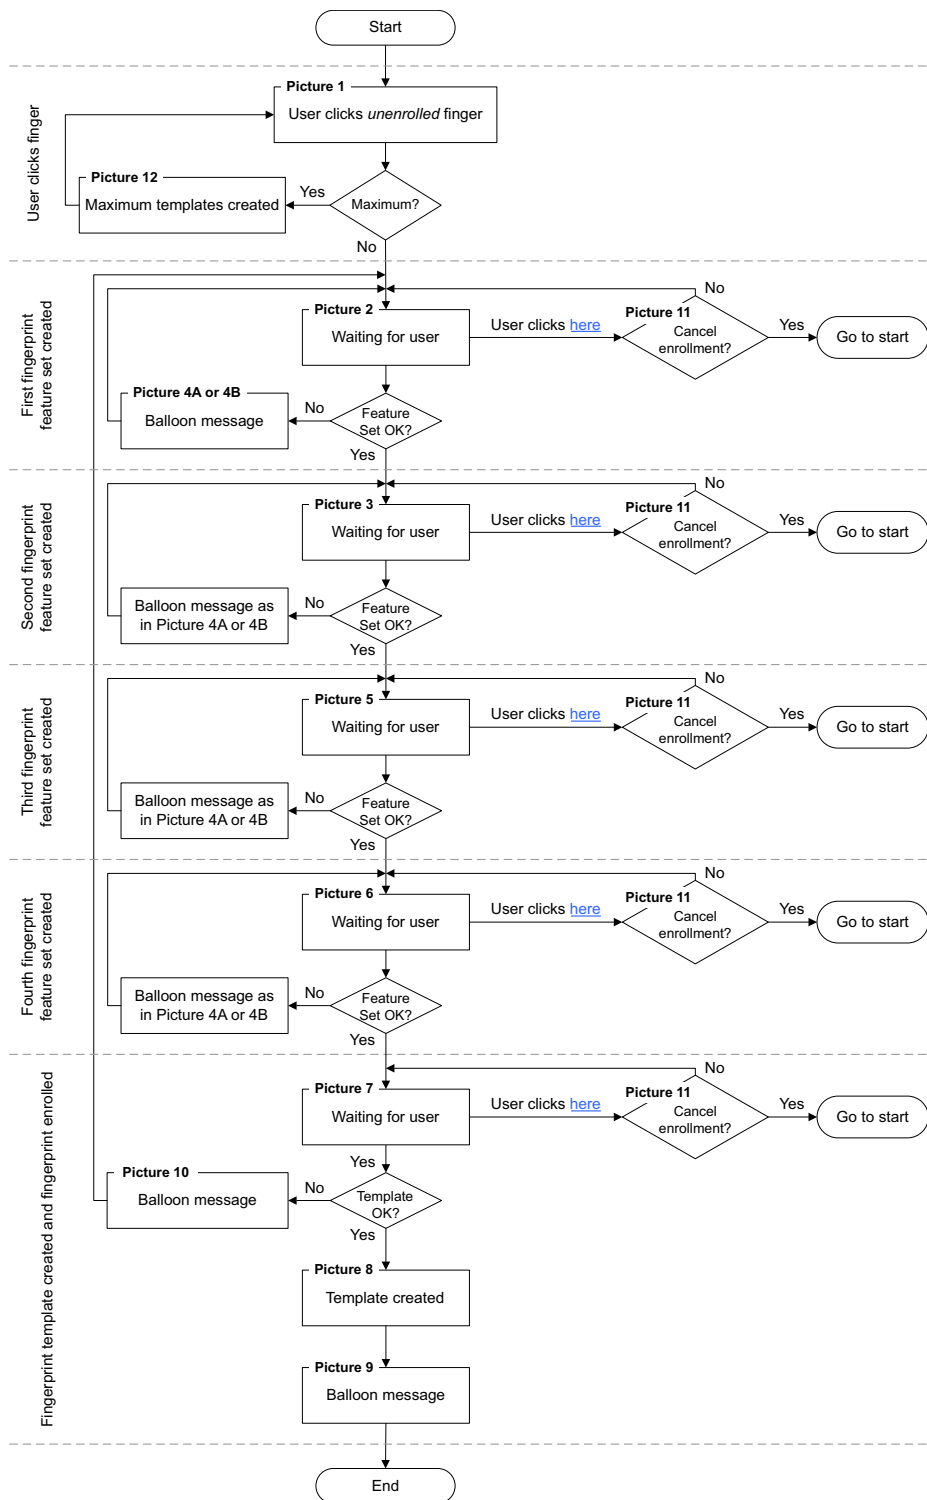 Start
User clicks finger
Picture 1
User clicks unenrolled finger
Picture 12
Maximum templates created
Yes
Maximum?
No
First fingerprint
feature set created
No
Picture 2
Waiting for user
User clicks here
Picture 11
Cancel
enrollment?
Yes
Go to start
Picture 4A or 4B
Balloon message
No
Feature
Set OK?
Yes
Second fingerprint
feature set created
No
Picture 3
Waiting for user
User clicks here
Picture 11
Cancel
enrollment?
Yes
Go to start
Balloon message as
in Picture 4A or 4B
No
Feature
Set OK?
Yes
Third fingerprint
feature set created
No
Picture 5
Waiting for user
User clicks here
Picture 11
Cancel
enrollment?
Yes
Go to start
Balloon message as
in Picture 4A or 4B
No
Feature
Set OK?
Yes
Fourth fingerprint
feature set created
No
Picture 6
Waiting for user
User clicks here
Picture 11
Cancel
enrollment?
Yes
Go to start
Balloon message as
in Picture 4A or 4B
No
Feature
Set OK?
Yes
Fingerprint template created and fingerprint enrolled
No
Picture 7
Waiting for user
User clicks here
Picture 11
Cancel
enrollment?
Yes
Go to start
Yes
Picture 10
Balloon message
No
Template
OK?
Yes
Picture 8
Template created
Picture 9
Balloon message
End